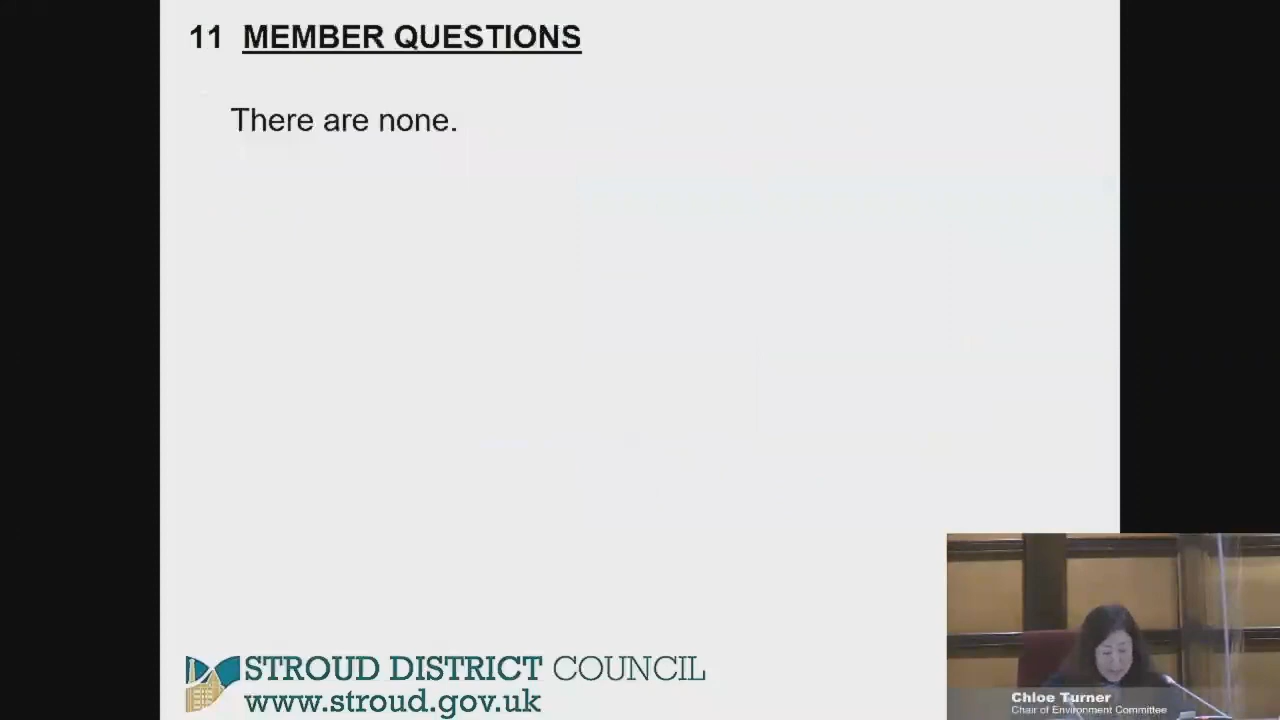 11 MEMBER QUESTIONS
There are none.
STROUD DISTRICT COUNCIL
www.stroud.gov.uk
Chloe Turner
Chair of Environment Committee